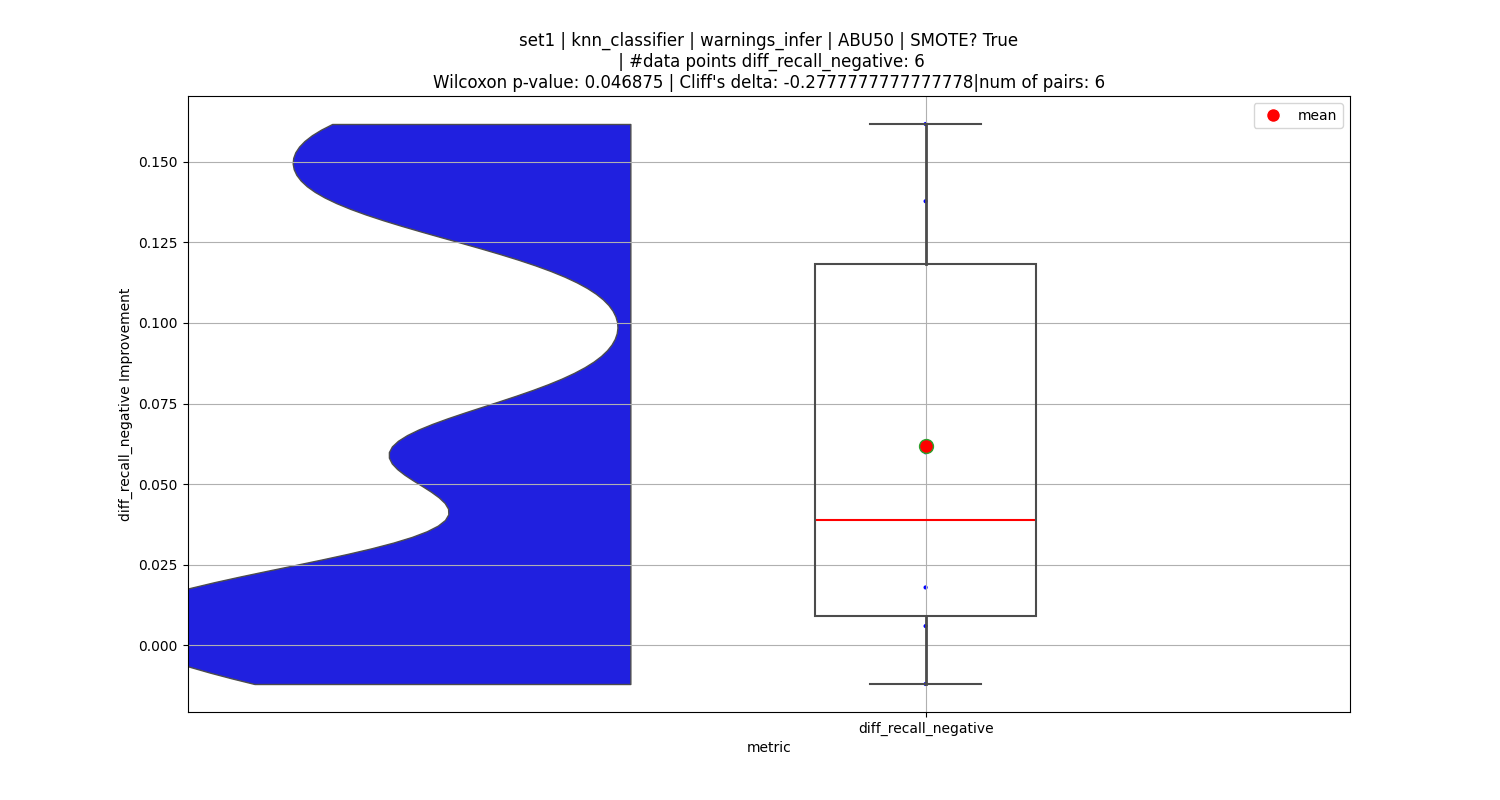 set1 | knn_classifier | warnings_infer | ABU50 | SMOTE? True
| #data points diff_recall_negative: 6
Wilcoxon p-value: 0.046875 | Cliff's delta: -0.2777777777777778|num of pairs: 6
mean
0.150
0.125
0.100
0.075
0.050
0.025
0.000
diff_recall_negative Improvement
diff_recall_negative
metric